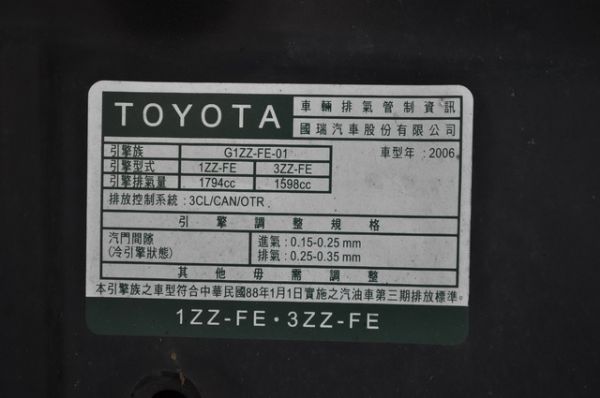 TOYOTA 車輛排氣管制資訊
國瑞汽車股份有限公司
引擎族 G1ZZ-FE-01 車型年：2006
引擎型式 1ZZ-FE 3ZZ-FE
引擎排氣量 1794cc 1598cc
排放控制系統：3CL/CAN/OTR
引擎調整規格
汽門間隙 進氣：0.15-0.25 mm
(冷引擎狀態) 排氣：0.25-0.35 mm
其他毋需調整
本引擎族之車型符合中華民國88年1月1日實施之汽油車第三期排放標準。
1ZZ-FE・3ZZ-FE